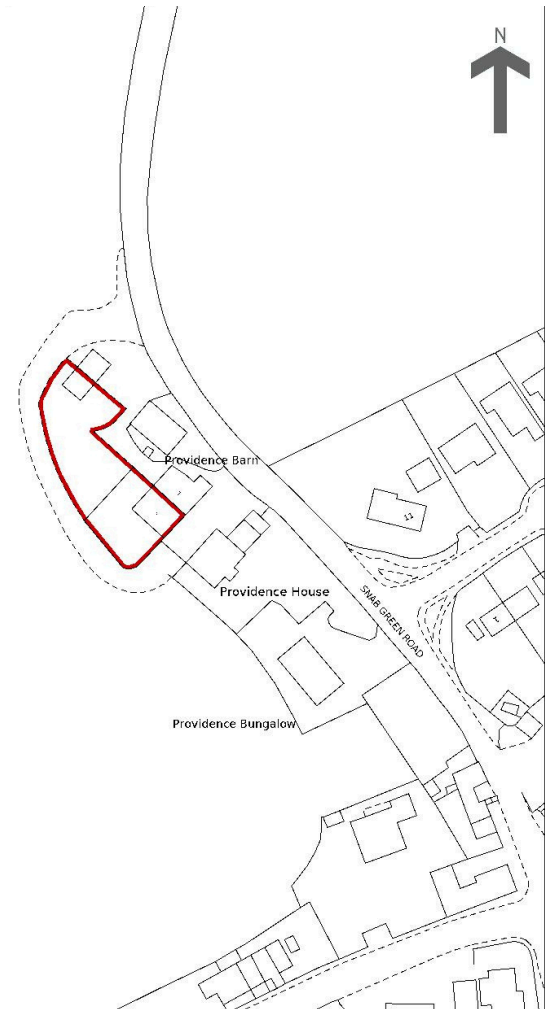 N
Providence Barn
Providence House
SNAB GREEN ROAD
Providence Bungalow